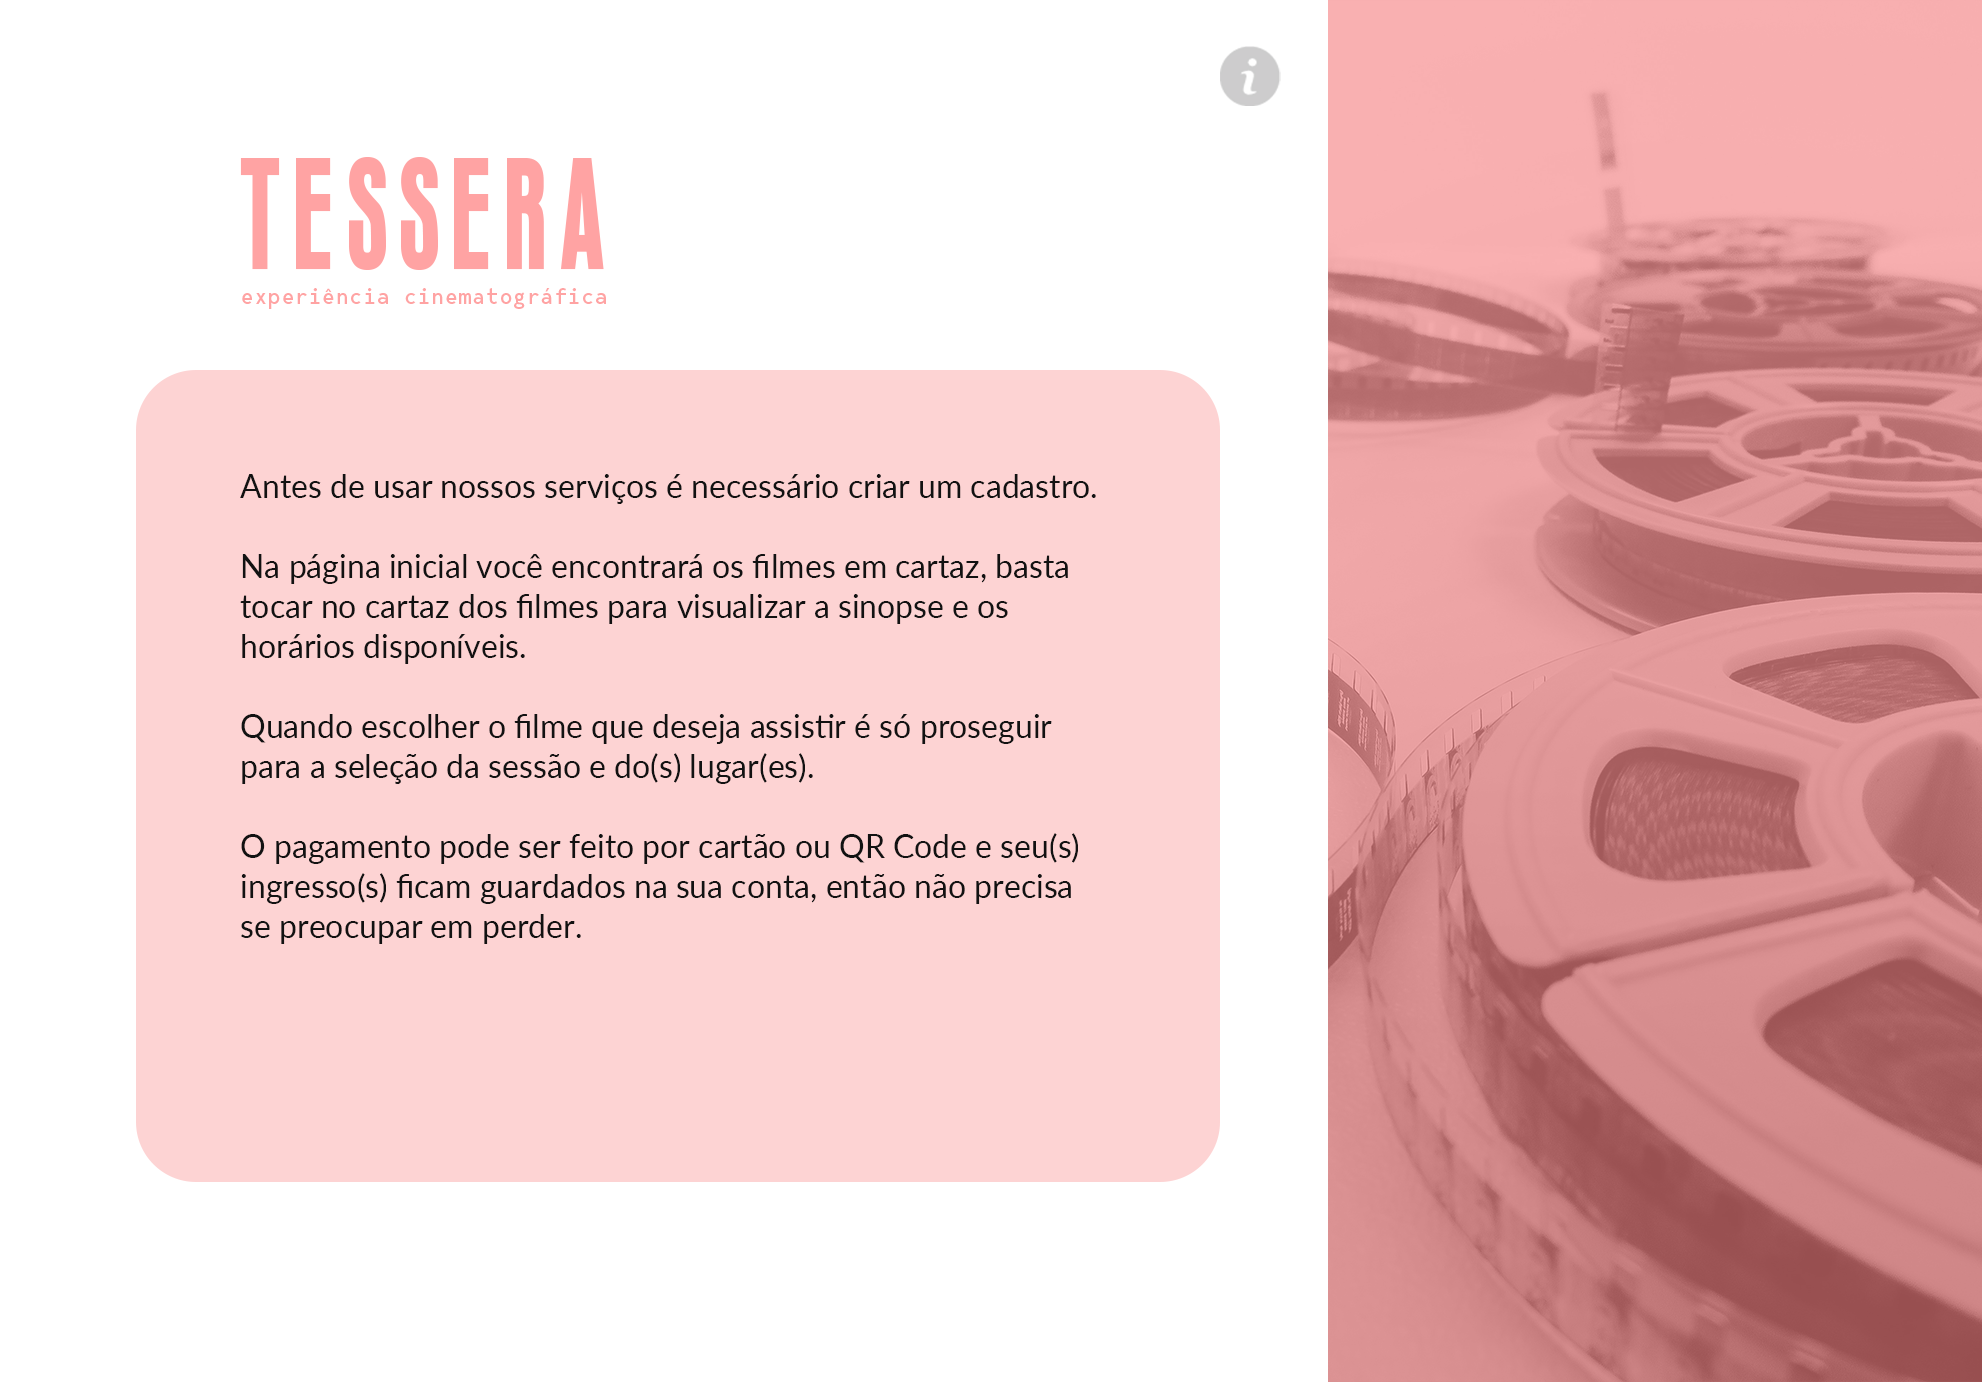 i
TESSERA
experiência cinematográfica
Antes de usar nossos serviços é necessário criar um cadastro.
Na página inicial você encontrará os filmes em cartaz, basta
tocar no cartaz dos filmes para visualizar a sinopse e os
horários disponíveis.
Quando escolher o filme que deseja assistir é só proseguir
para a seleção da sessão e do(s) lugar(es).
O pagamento pode ser feito por cartão ou QR Code e seu(s)
ingresso(s) ficam guardados na sua conta, então não precisa
se preocupar em perder.